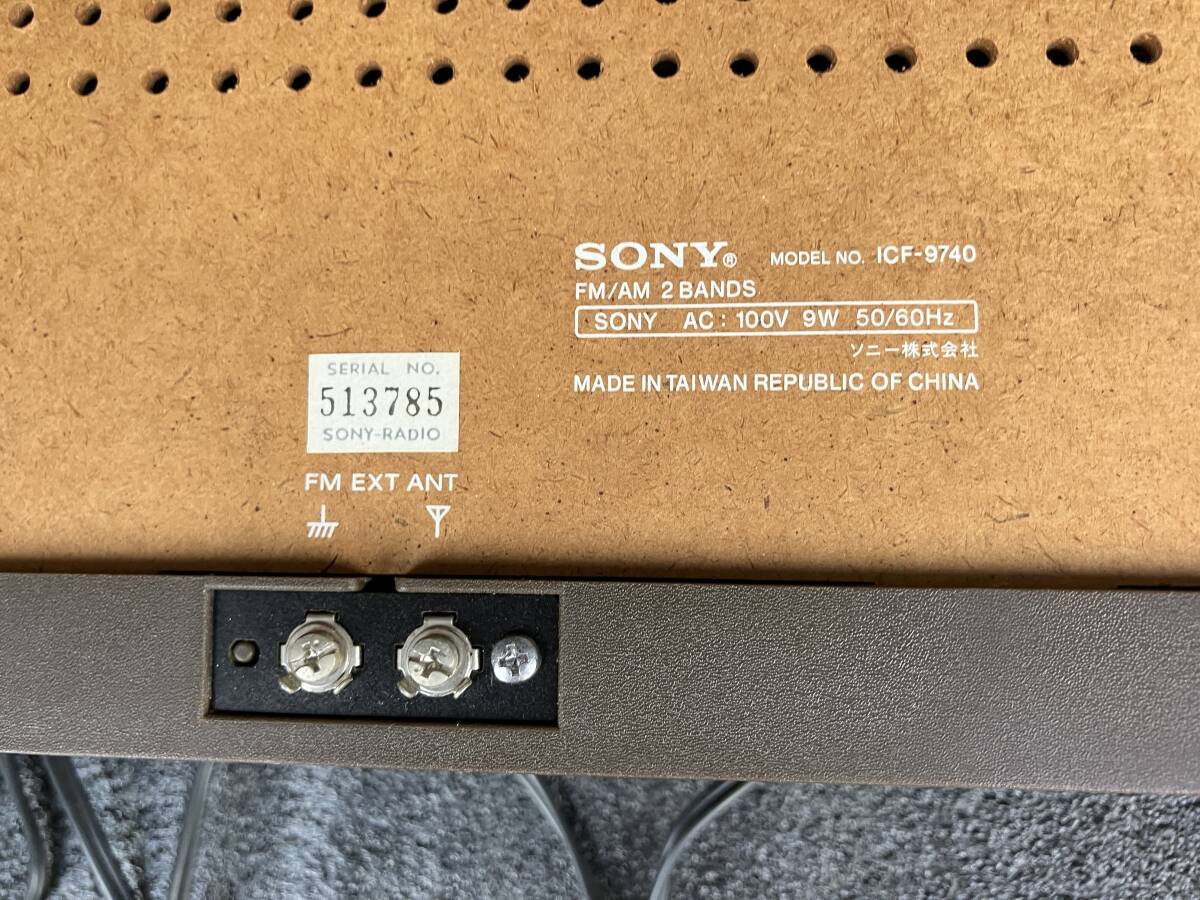 SONY® MODEL NO. ICF-9740
FM/AM 2 BANDS
SONY AC: 100V 9W 50/60Hz
ソニー株式会社
MADE IN TAIWAN REPUBLIC OF CHINA
SERIAL NO.
513785
SONY-RADIO
FM EXT ANT